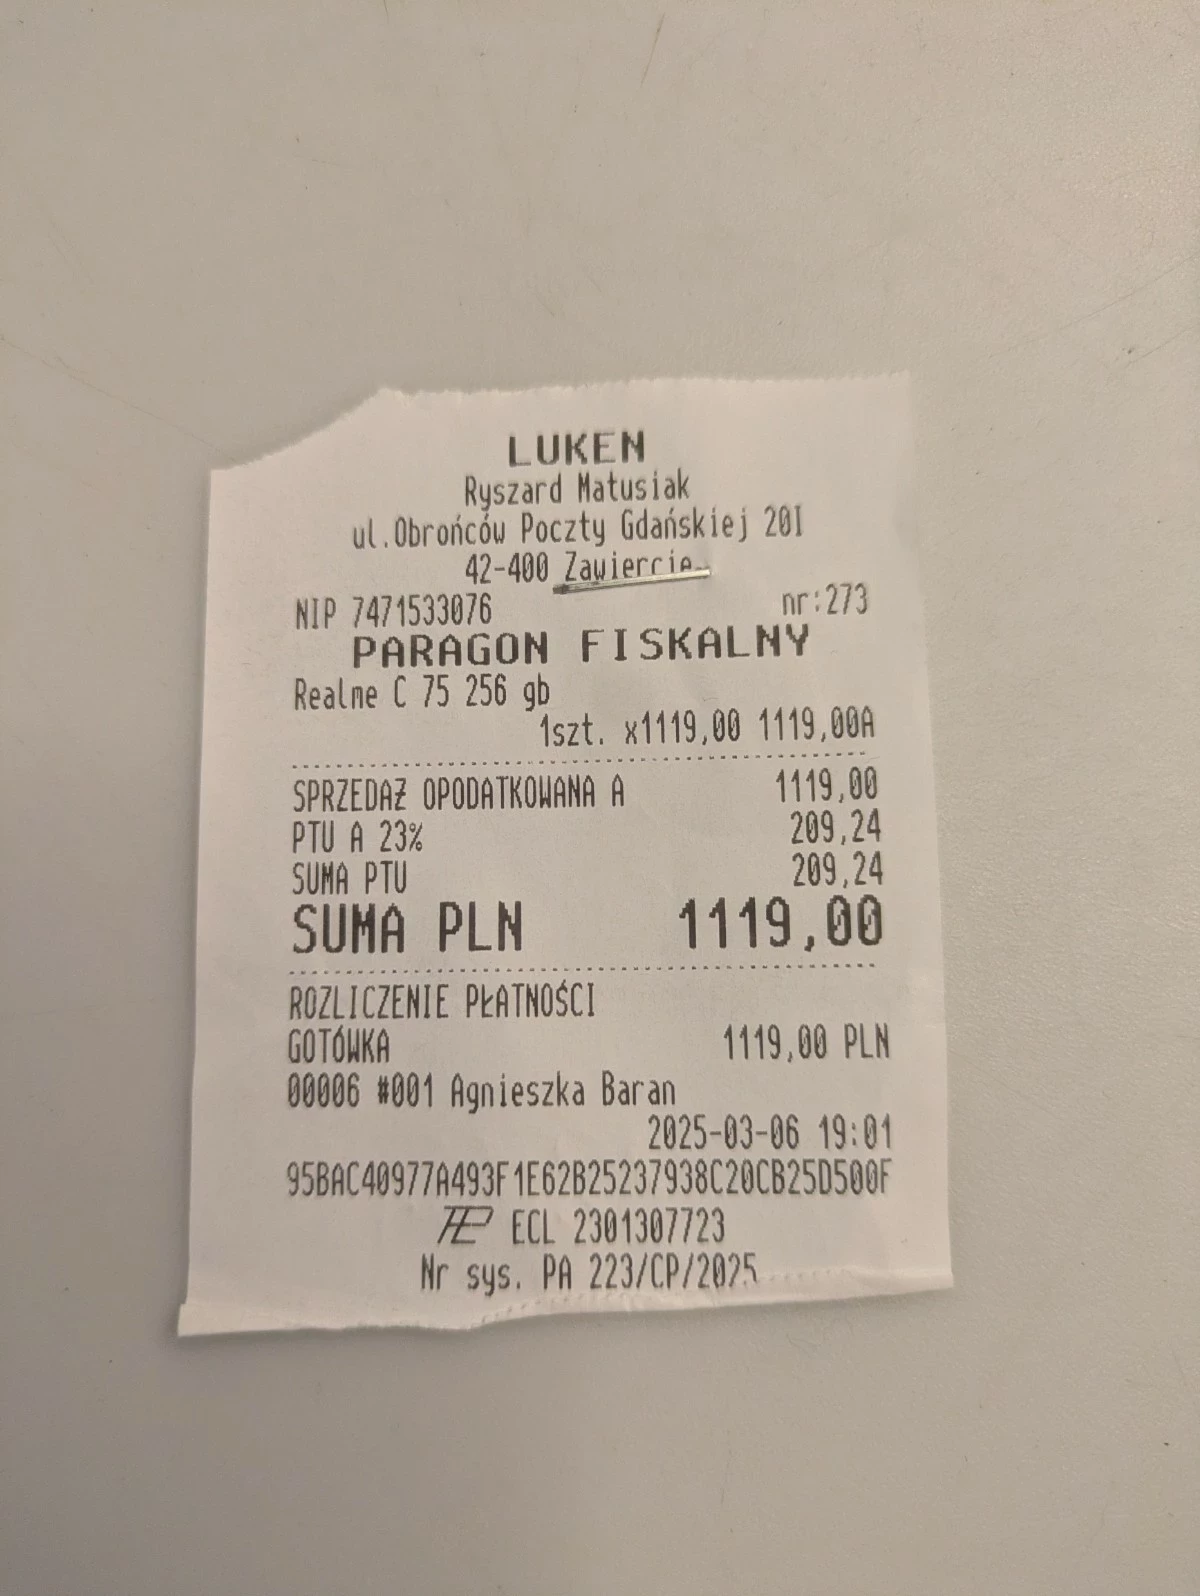 LUKEN
Ryszard Matusiak
ul.Obrońców Poczty Gdańskiej 20I
42-400 Zawiercie
NIP 7471533076 nr:273
PARAGON FISKALNY
Realme C 75 256 gb
1szt. x1119,00 1119,00A
SPRZEDAŻ OPODATKOWANA A 1119,00
PTU A 23% 209,24
SUMA PTU 209,24
SUMA PLN 1119,00
ROZLICZENIE PŁATNOŚCI
GOTÓWKA 1119,00 PLN
00006 #001 Agnieszka Baran
2025-03-06 19:01
95BAC40977A493F1E62B25237938C20CB25D500F
ECL 2301307723
Nr sys. PA 223/CP/2025